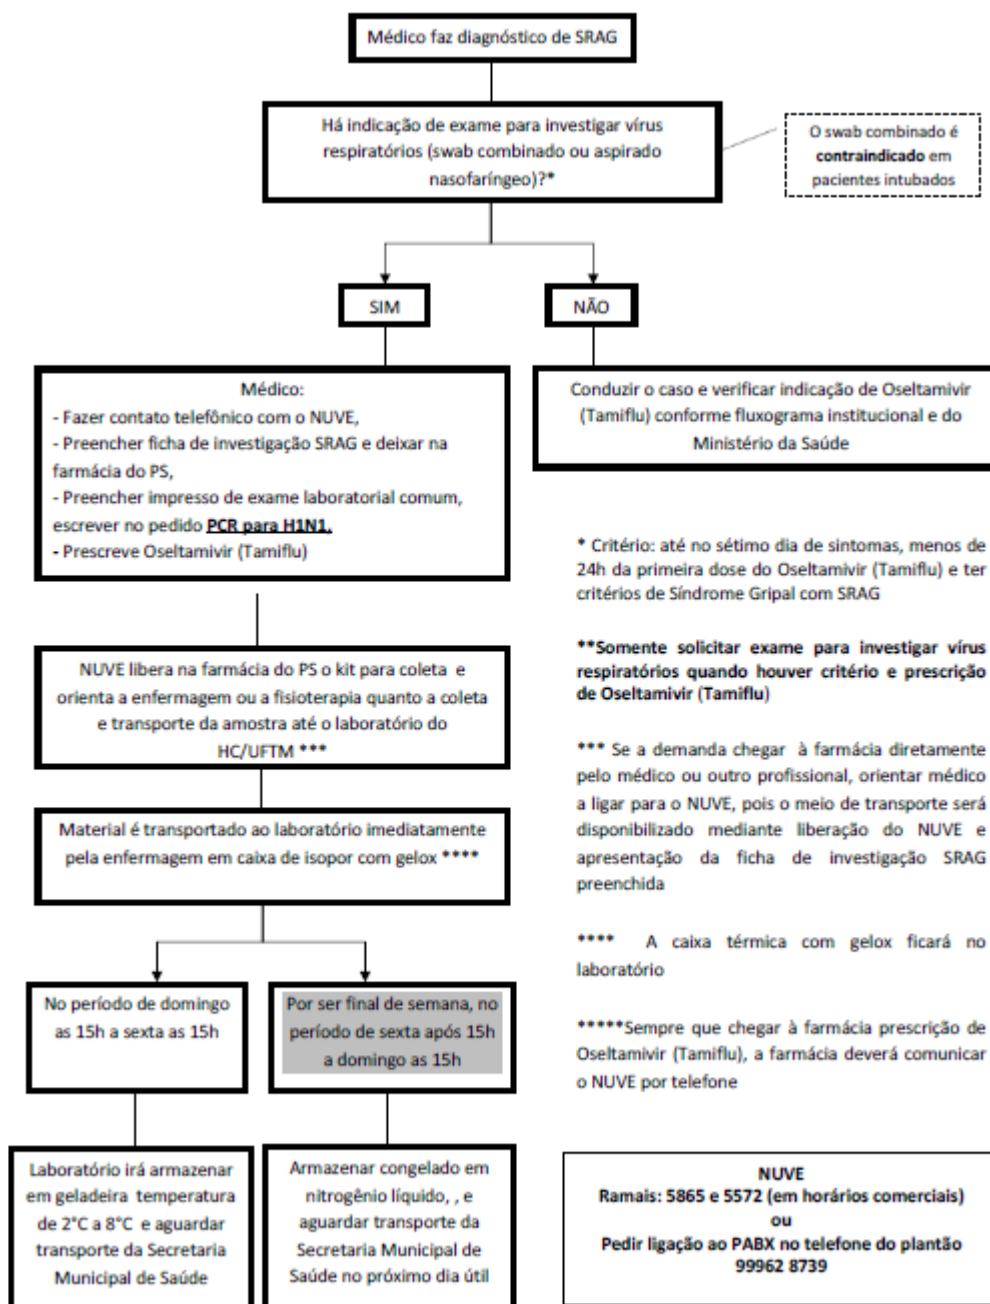 Médico faz diagnóstico de SRAG
Há indicação de exame para investigar vírus
respiratórios (swab combinado ou aspirado
nasofaríngeo)?*
O swab combinado é
contraindicado em
pacientes intubados
SIM
NÃO
Médico:
- Fazer contato telefônico com o NUVE,
- Preencher ficha de investigação SRAG e deixar na
farmácia do PS,
- Preencher impresso de exame laboratorial comum,
escrever no pedido PCR para H1N1,
- Prescreve Oseltamivir (Tamiflu)
Conduzir o caso e verificar indicação de Oseltamivir
(Tamiflu) conforme fluxograma institucional e do
Ministério da Saúde
NUVE libera na farmácia do PS o kit para coleta e
orienta a enfermagem ou a fisioterapia quanto a coleta
e transporte da amostra até o laboratório do
HC/UFTM ***
Material é transportado ao laboratório imediatamente
pela enfermagem em caixa de isopor com gelox ****
No período de domingo
as 15h a sexta as 15h
Por ser final de semana, no
período de sexta após 15h
a domingo as 15h
Laboratório irá armazenar
em geladeira temperatura
de 2°C a 8°C e aguardar
transporte da Secretaria
Municipal de Saúde
Armazenar congelado em
nitrogênio líquido, , e
aguardar transporte da
Secretaria Municipal de
Saúde no próximo dia útil
* Critério: até no sétimo dia de sintomas, menos de
24h da primeira dose do Oseltamivir (Tamiflu) e ter
critérios de Síndrome Gripal com SRAG
**Somente solicitar exame para investigar vírus
respiratórios quando houver critério e prescrição
de Oseltamivir (Tamiflu)
*** Se a demanda chegar à farmácia diretamente
pelo médico ou outro profissional, orientar médico
a ligar para o NUVE, pois o meio de transporte será
disponibilizado mediante liberação do NUVE e
apresentação da ficha de investigação SRAG
preenchida
**** A caixa térmica com gelox ficará no
laboratório
*****Sempre que chegar à farmácia prescrição de
Oseltamivir (Tamiflu), a farmácia deverá comunicar
o NUVE por telefone
NUVE
Ramais: 5865 e 5572 (em horários comerciais)
ou
Pedir ligação ao PABX no telefone do plantão
99962 8739